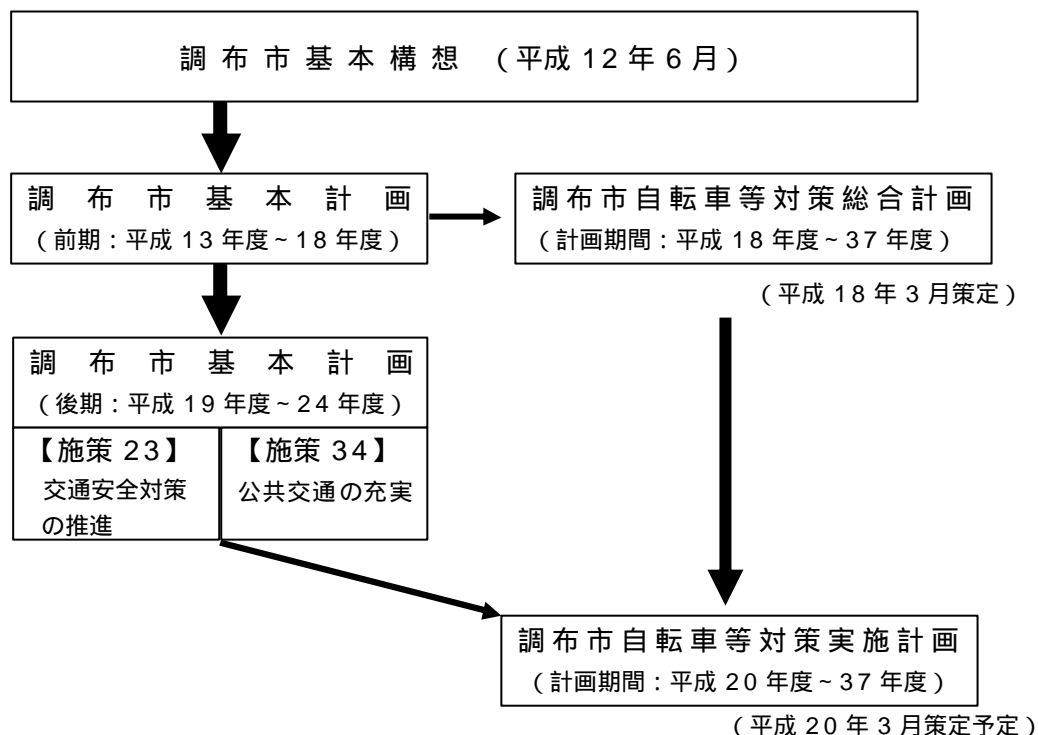 調布市基本構想（平成12年6月）
調布市基本計画
（前期：平成13年度~18年度）
調布市自転車等対策総合計画
（計画期間：平成18年度~37年度）
（平成18年3月策定）
調布市基本計画
（後期：平成19年度~24年度）
【施策23】
交通安全対策
の推進
【施策34】
公共交通の充実
調布市自転車等対策実施計画
（計画期間：平成20年度~37年度）
（平成20年3月策定予定）